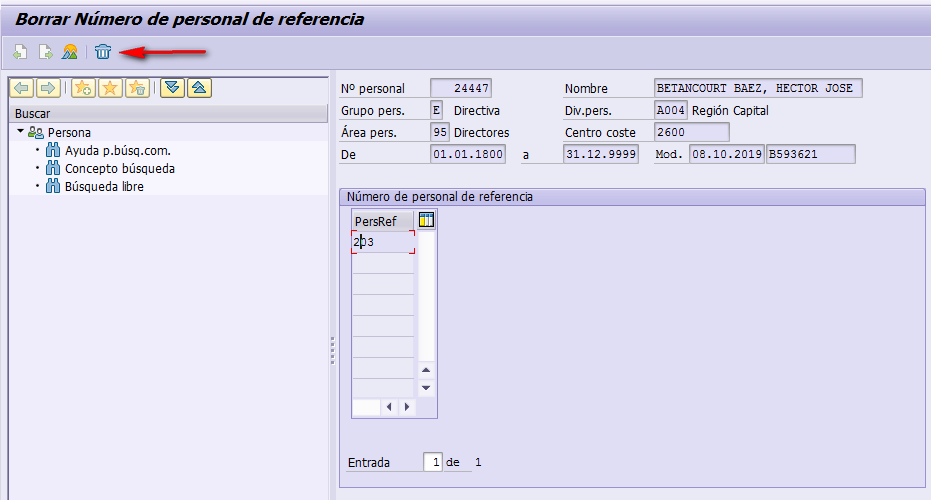 Borrar Número de personal de referencia
Buscar
Persona
Ayuda p.búsq.com.
Concepto búsqueda
Búsqueda libre
Nº personal 24447 Nombre BETANCOURT BAEZ, HECTOR JOSE
Grupo pers. E Directiva Div.pers. A004 Región Capital
Área pers. 95 Directores Centro coste 2600
De 01.01.1800 a 31.12.9999 Mod. 08.10.2019 B593621
Número de personal de referencia
PersRef
203
Entrada 1 de 1